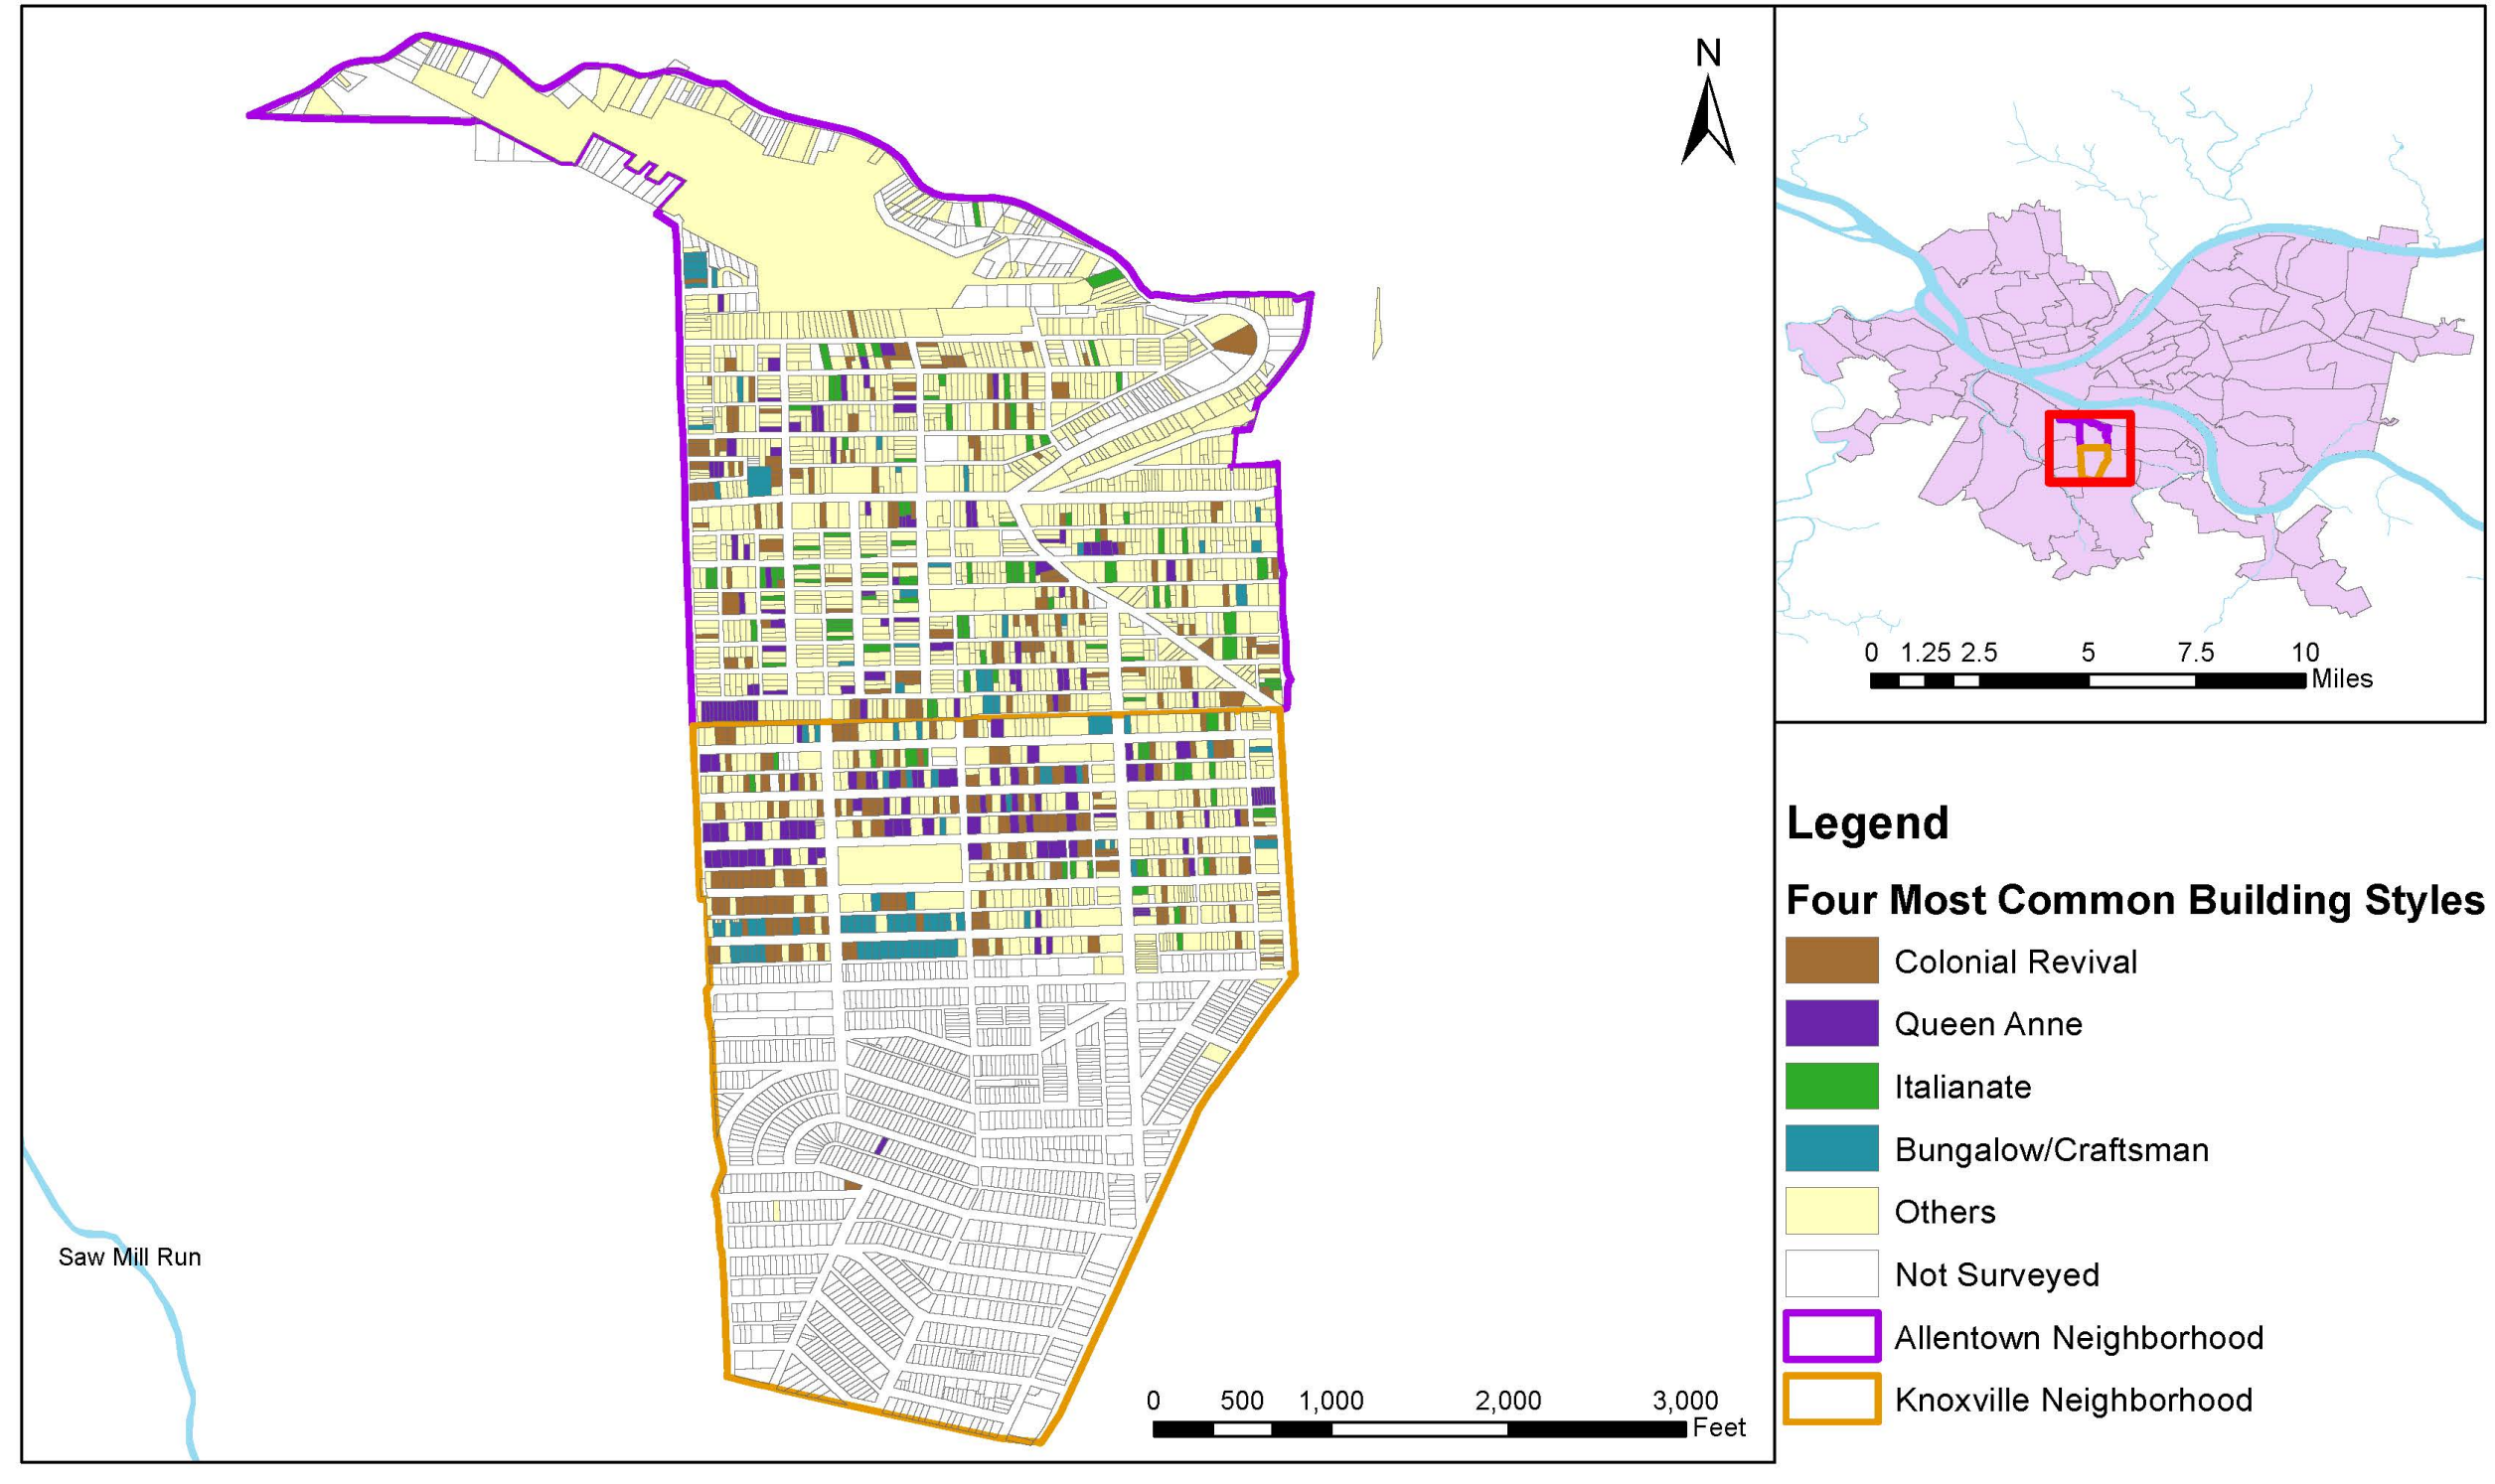 N
Saw Mill Run
0 500 1,000 2,000 3,000
Feet
0 1.25 2.5 5 7.5 10
Miles
Legend
Four Most Common Building Styles
Colonial Revival
Queen Anne
Italianate
Bungalow/Craftsman
Others
Not Surveyed
Allentown Neighborhood
Knoxville Neighborhood